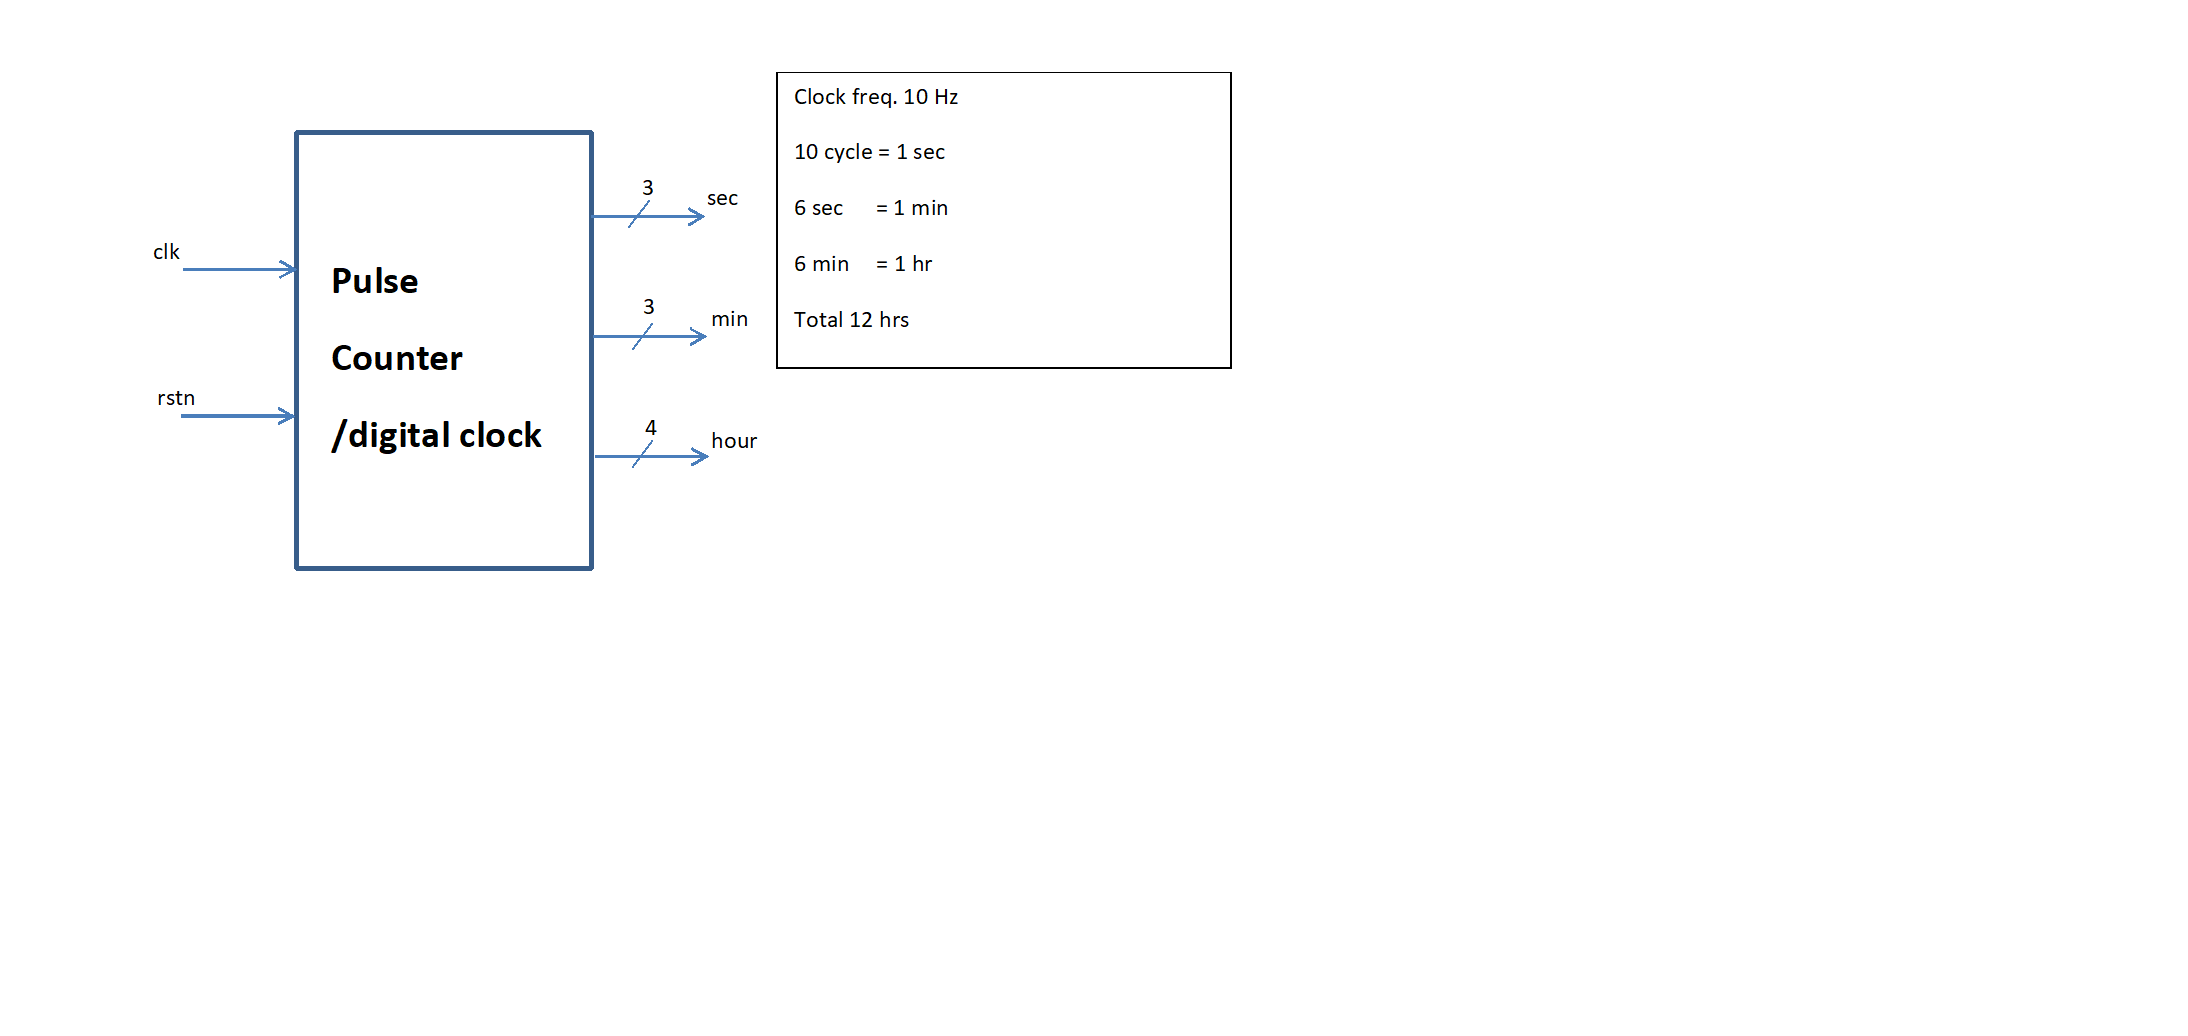 clk
rstn
Pulse
Counter
/digital clock
3
sec
3
min
4
hour
Clock freq. 10 Hz
10 cycle = 1 sec
6 sec = 1 min
6 min = 1 hr
Total 12 hrs